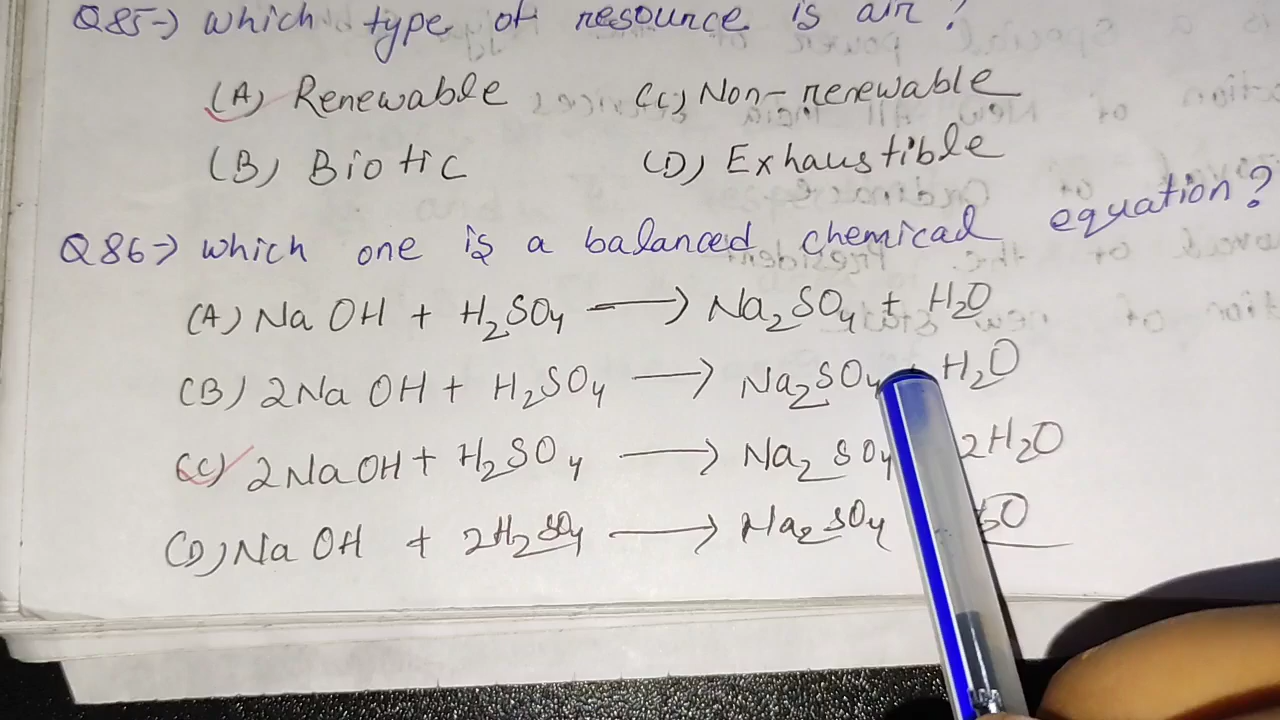 Q85→ which type of resource is air?
(A) Renewable (C) Non-renewable
(B) Biotic (D) Exhaustible
Q86→ which one is a balanced chemical equation?
(A) NaOH + H₂SO₄ → Na₂SO₄ + H₂O
(B) 2NaOH + H₂SO₄ → Na₂SO₄ H₂O
(C) 2NaOH + H₂SO₄ → Na₂SO₄ 2H₂O
(D) NaOH + 2H₂SO₄ → Na₂SO₄